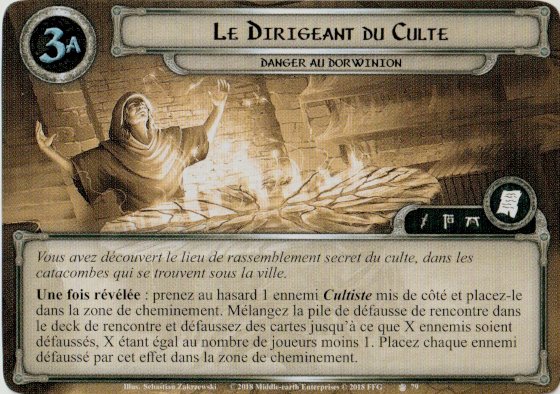 3A
LE DIRIGEANT DU CULTE
DANGER AU DORWINION
Vous avez découvert le lieu de rassemblement secret du culte, dans les
catacombes qui se trouvent sous la ville.
Une fois révélée : prenez au hasard 1 ennemi Cultiste mis de côté et placez-le
dans la zone de cheminement. Mélangez la pile de défausse de rencontre dans
le deck de rencontre et défaussez des cartes jusqu'à ce que X ennemis soient
défaussés, X étant égal au nombre de joueurs moins 1. Placez chaque ennemi
défaussé par cet effet dans la zone de cheminement.
Illus. Sebastian Zakrzewski © 2018 Middle-earth Enterprises © 2018 FFG 79